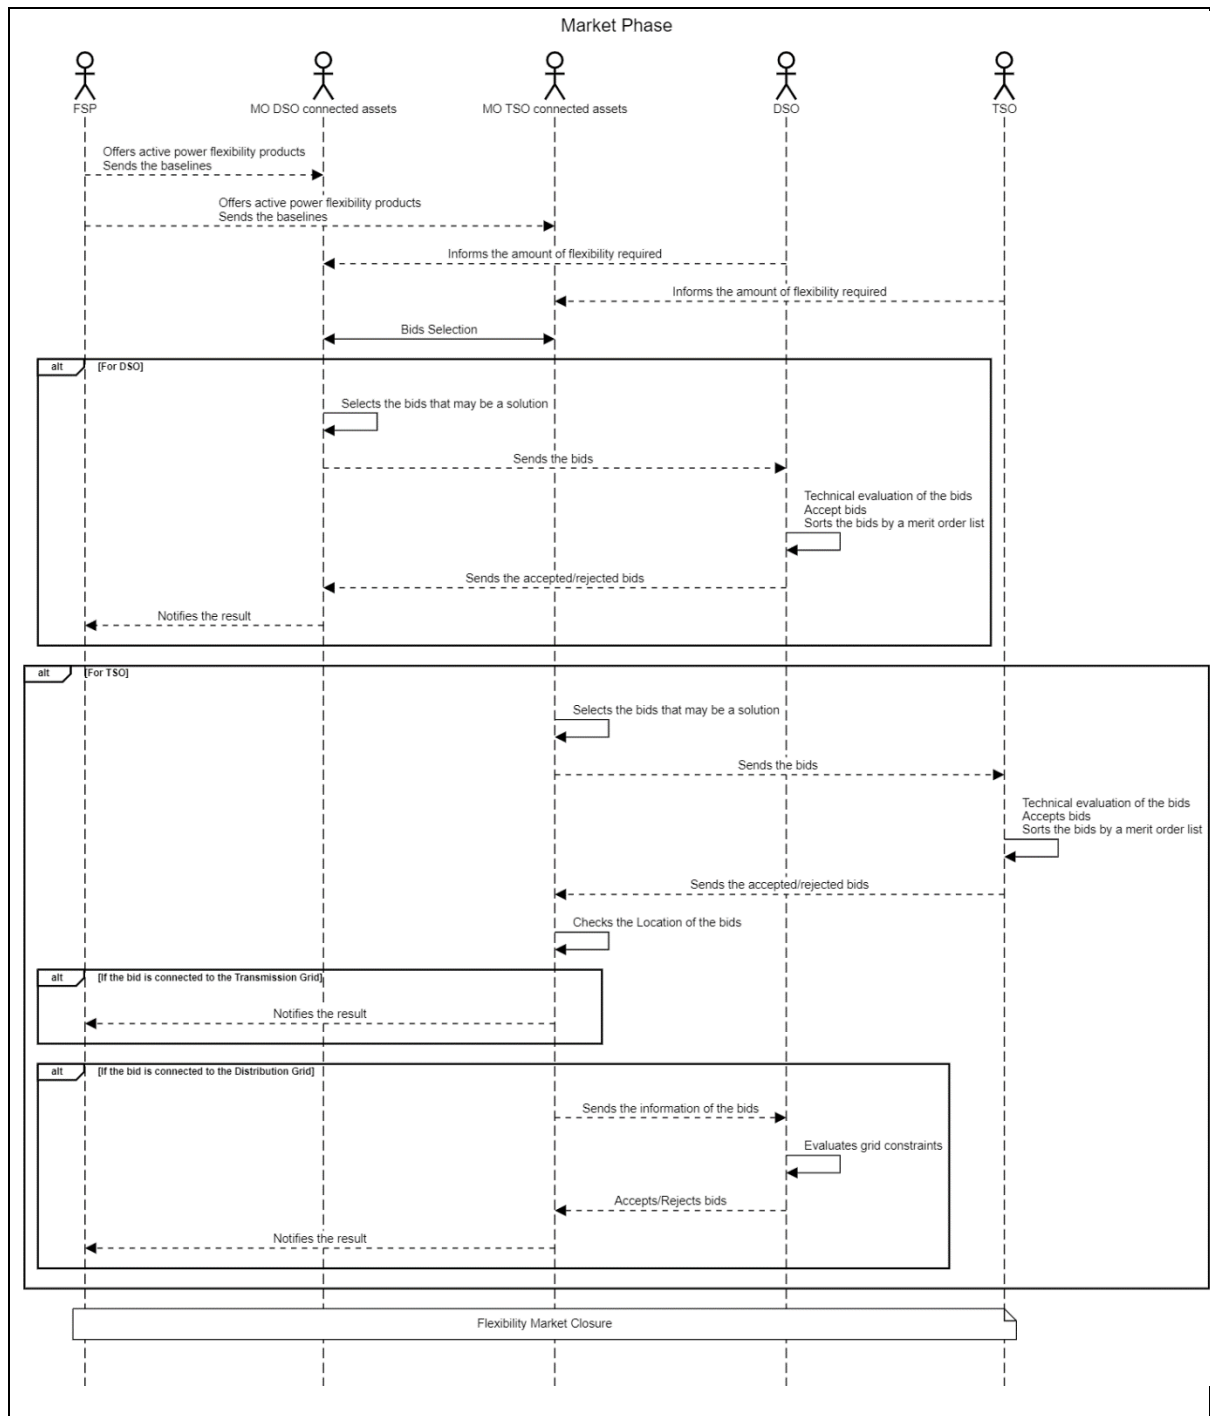 Market Phase
FSP
MO DSO connected assets
MO TSO connected assets
DSO
TSO
Offers active power flexibility products
Sends the baselines
Offers active power flexibility products
Sends the baselines
Informs the amount of flexibility required
Informs the amount of flexibility required
Bids Selection
alt
[For DSO]
Selects the bids that may be a solution
Sends the bids
Technical evaluation of the bids
Accept bids
Sorts the bids by a merit order list
Sends the accepted/rejected bids
Notifies the result
alt
[For TSO]
Selects the bids that may be a solution
Sends the bids
Technical evaluation of the bids
Accepts bids
Sorts the bids by a merit order list
Sends the accepted/rejected bids
Checks the Location of the bids
alt
[If the bid is connected to the Transmission Grid]
Notifies the result
alt
[If the bid is connected to the Distribution Grid]
Sends the information of the bids
Evaluates grid constraints
Accepts/Rejects bids
Notifies the result
Flexibility Market Closure